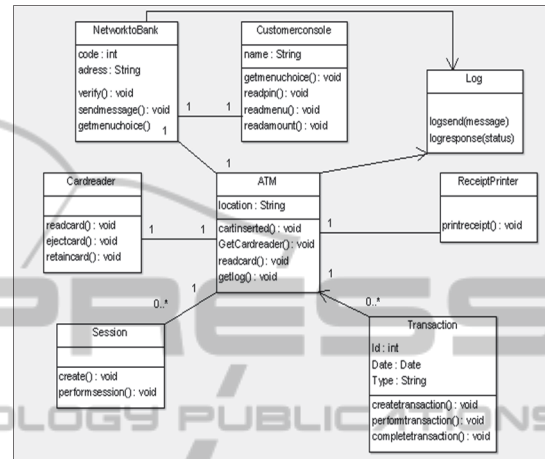 NetworktoBank
code : int
adress : String
verify() : void
sendmessage() : void
getmenuchoice()
1
1
1
1
Customerconsole
name : String
getmenuchoice() : void
readpin() : void
readmenu() : void
readamount() : void
Log
logsend(message)
logresponse(status)
Cardreader
readcard() : void
ejectcard() : void
retaincard() : void
1
1
ATM
location : String
cartinserted() : void
GetCardreader() : void
readcard() : void
getlog() : void
1
1
ReceiptPrinter
printreceipt() : void
1
0..*
Session
create() : void
performsession() : void
1
0..*
Transaction
Id : int
Date : Date
Type : String
createtransaction() : void
performtransaction() : void
completetransaction() : void
PRESS
OLOGY PUBLICATIONS